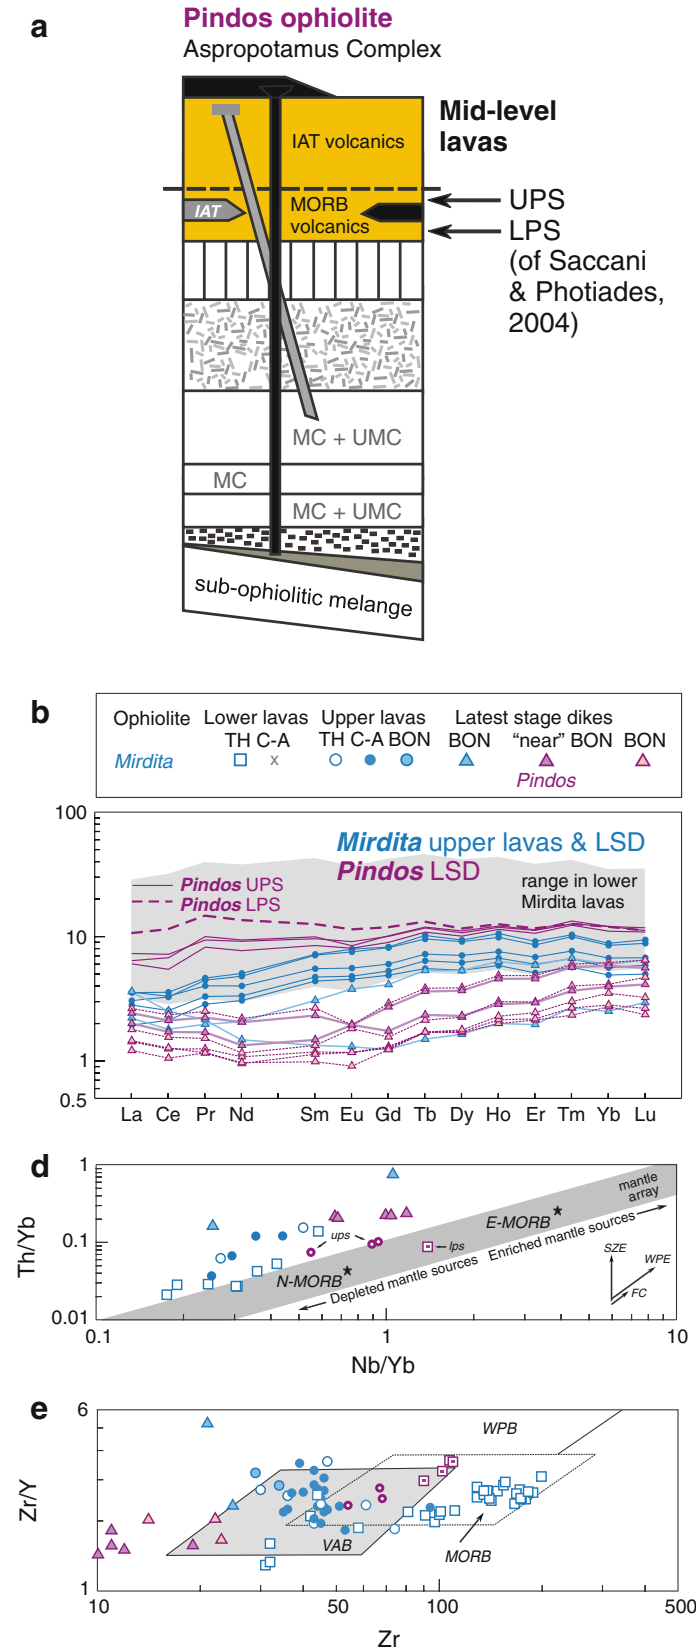 a
Pindos ophiolite
Aspropotamus Complex
IAT volcanics
Mid-level
lavas
IAT
MORB
volcanics
UPS
LPS
(of Saccani
& Photiades,
2004)
MC + UMC
MC
MC + UMC
sub-ophiolitic melange
b
Ophiolite Lower lavas Upper lavas Latest stage dikes
TH C-A TH C-A BON BON "near" BON BON
Mirdita x
Pindos
100
10
1
0.5
Mirdita upper lavas & LSD
Pindos LSD
Pindos UPS
Pindos LPS
range in lower
Mirdita lavas
La Ce Pr Nd Sm Eu Gd Tb Dy Ho Er Tm Yb Lu
d
Th/Yb
1
0.1
0.01
mantle
array
E-MORB
ups
lps
N-MORB
Enriched mantle sources
Depleted mantle sources
SZE
WPE
FC
0.1 1 10
Nb/Yb
e
Zr/Y
6
1
WPB
VAB
MORB
10 50 100 500
Zr